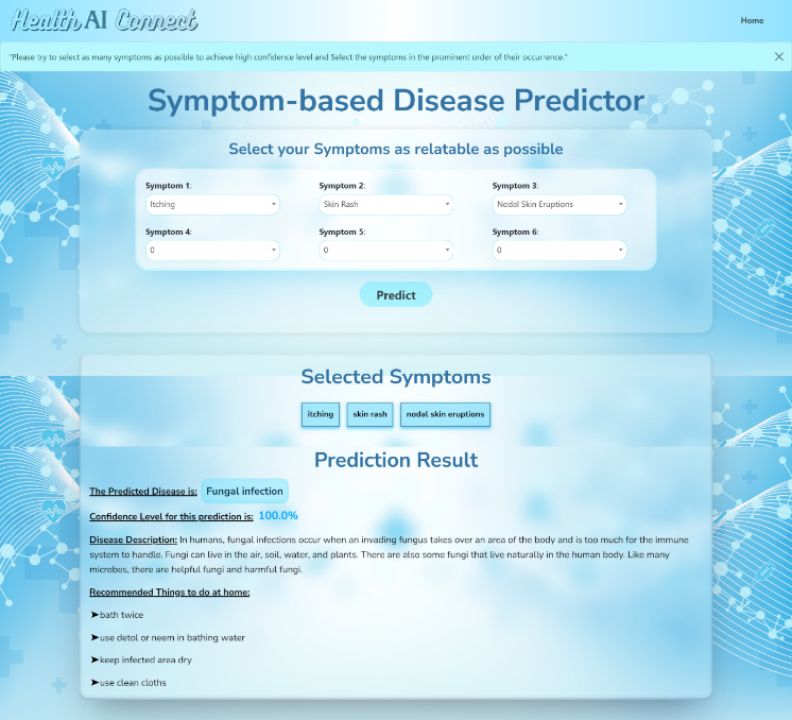 Health AI Connect
Home
"Please try to select as many symptoms as possible to achieve high confidence level and Select the symptoms in the prominent order of their occurrence."
Symptom-based Disease Predictor
Select your Symptoms as relatable as possible
Symptom 1: Symptom 2: Symptom 3:
Itching Skin Rash Nodal Skin Eruptions
Symptom 4: Symptom 5: Symptom 6:
0 0 0
Predict
Selected Symptoms
itching skin rash nodal skin eruptions
Prediction Result
The Predicted Disease is: Fungal infection
Confidence Level for this prediction is: 100.0%
Disease Description: In humans, fungal infections occur when an invading fungus takes over an area of the body and is too much for the immune
system to handle. Fungi can live in the air, soil, water, and plants. There are also some fungi that live naturally in the human body. Like many
microbes, there are helpful fungi and harmful fungi.
Recommended Things to do at home:
➤bath twice
➤use detol or neem in bathing water
➤keep infected area dry
➤use clean cloths